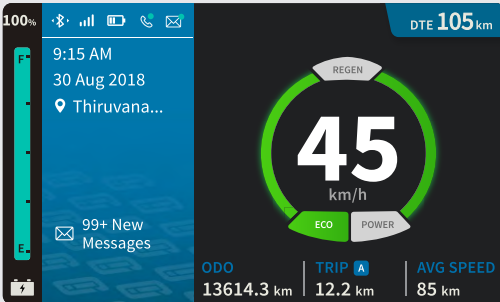 100%
F
E
9:15 AM
30 Aug 2018
Thiruvana...
99+ New
Messages
DTE 105 km
REGEN
45
km/h
ECO
POWER
ODO
13614.3 km
TRIP A
12.2 km
AVG SPEED
85 km